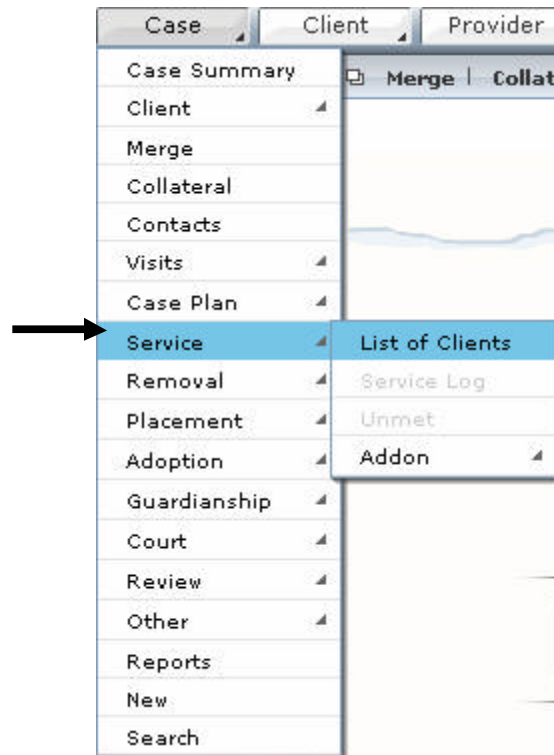 Case Client Provider
Merge | Collat
Case Summary
Client
Merge
Collateral
Contacts
Visits
Case Plan
Service
Removal
Placement
Adoption
Guardianship
Court
Review
Other
Reports
New
Search
List of Clients
Service Log
Unmet
Addon